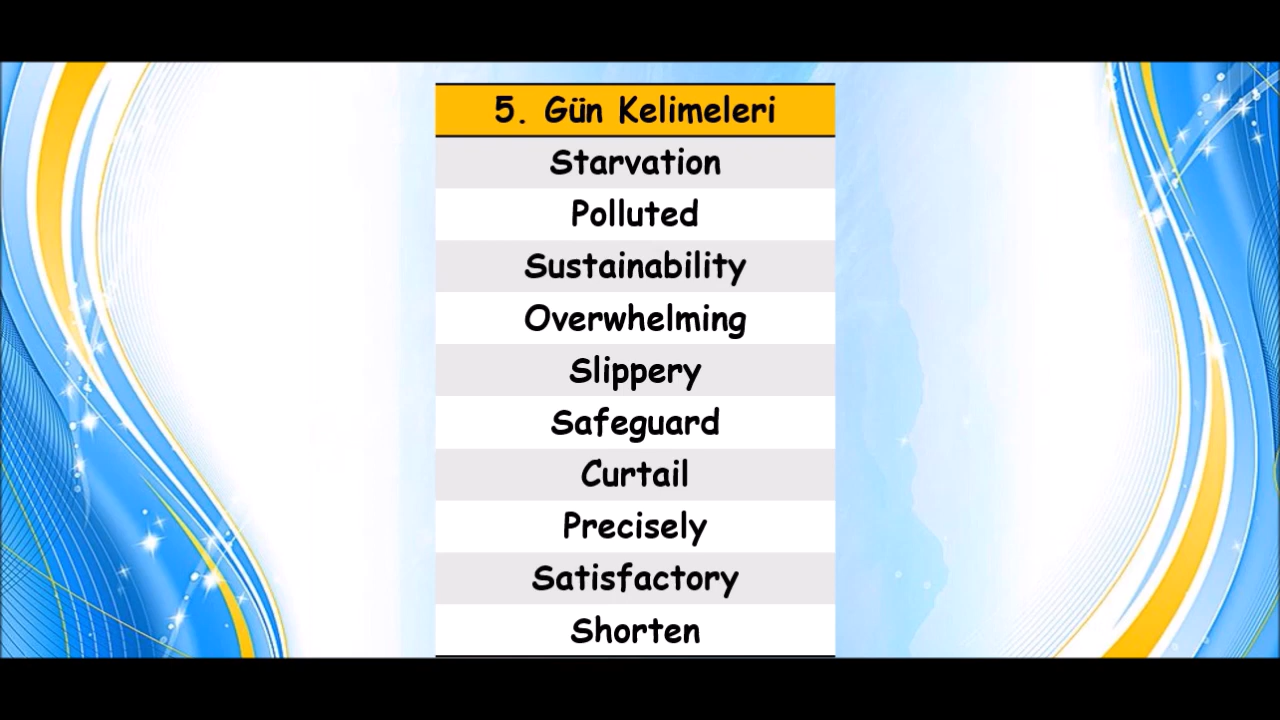 5. Gün Kelimeleri
Starvation
Polluted
Sustainability
Overwhelming
Slippery
Safeguard
Curtail
Precisely
Satisfactory
Shorten